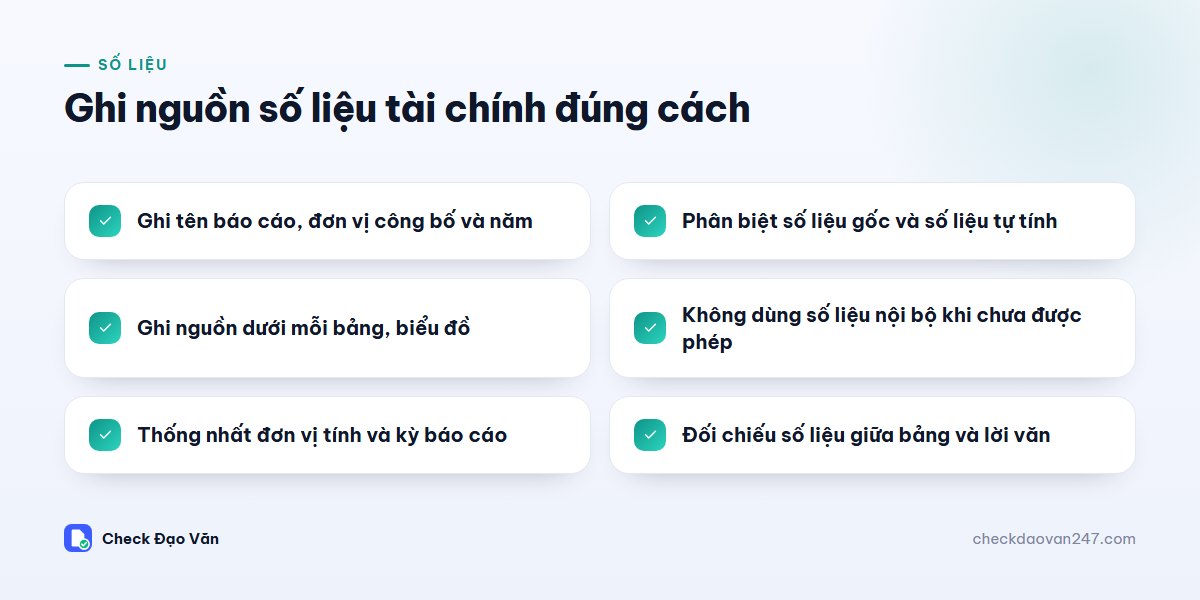 SỐ LIỆU
Ghi nguồn số liệu tài chính đúng cách
Ghi tên báo cáo, đơn vị công bố và năm
Phân biệt số liệu gốc và số liệu tự tính
Ghi nguồn dưới mỗi bảng, biểu đồ
Không dùng số liệu nội bộ khi chưa được
phép
Thống nhất đơn vị tính và kỳ báo cáo
Đối chiếu số liệu giữa bảng và lời văn
Check Đạo Văn
checkdaovan247.com